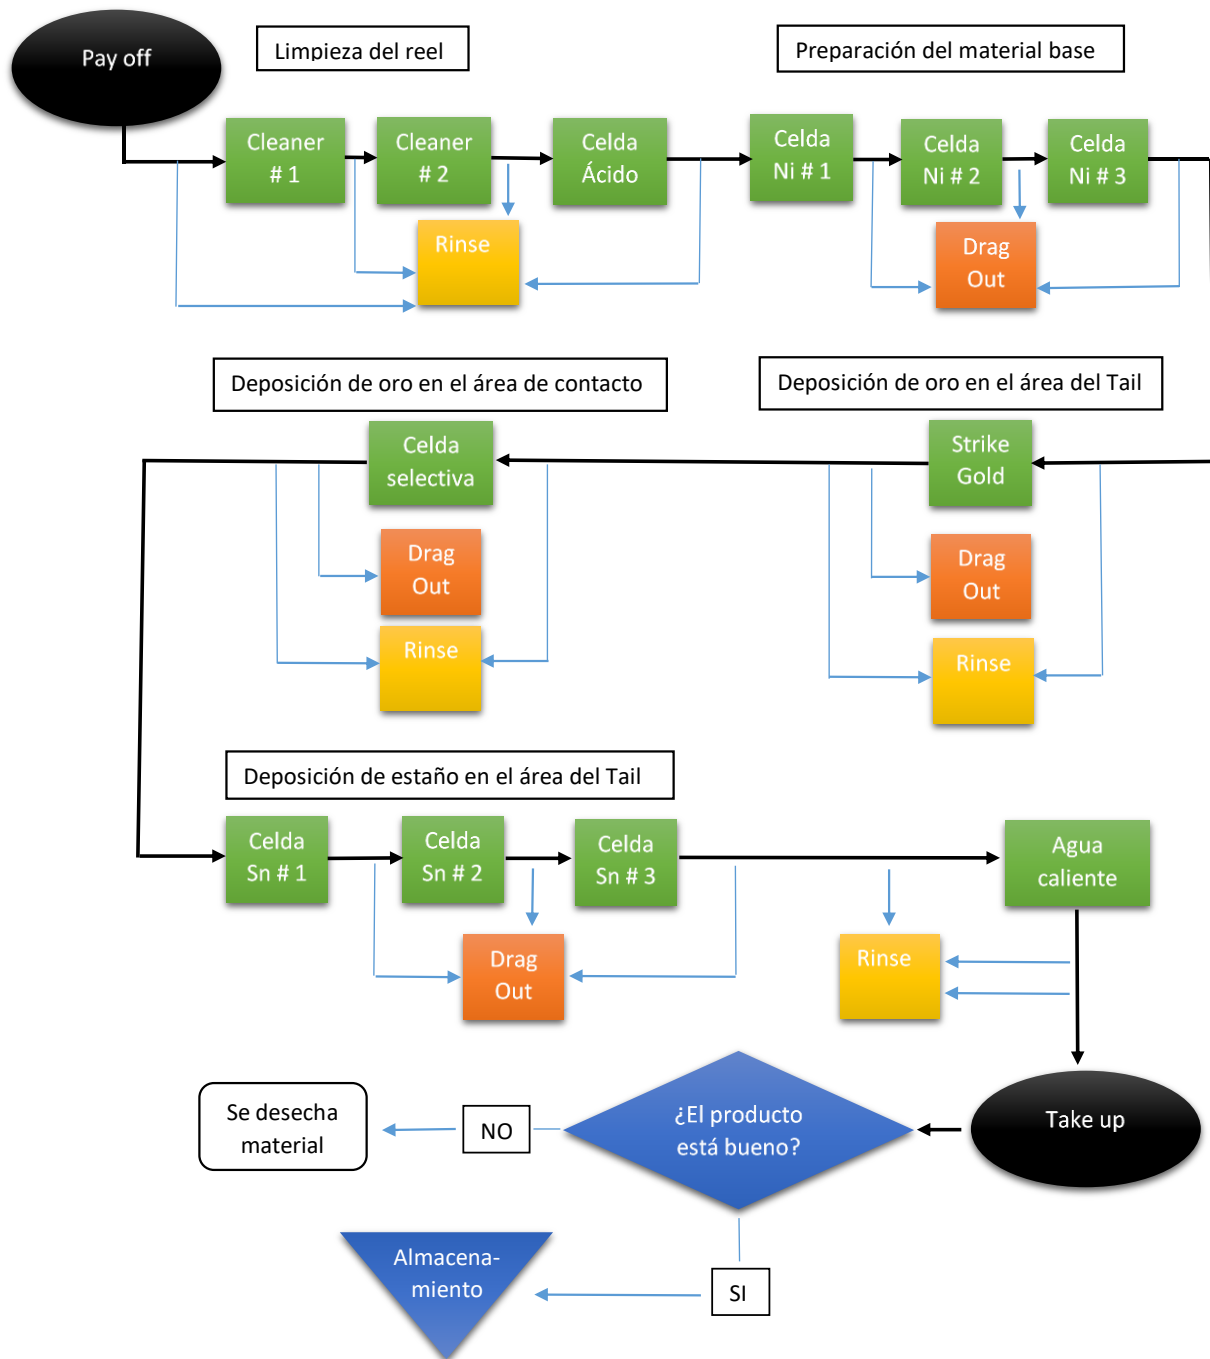 Pay off
Limpieza del reel
Preparación del material base
Cleaner
# 1
Cleaner
# 2
Celda
Ácido
Celda
Ni # 1
Celda
Ni # 2
Celda
Ni # 3
Rinse
Drag
Out
Deposición de oro en el área de contacto
Deposición de oro en el área del Tail
Celda
selectiva
Strike
Gold
Drag
Out
Drag
Out
Rinse
Rinse
Deposición de estaño en el área del Tail
Celda
Sn # 1
Celda
Sn # 2
Celda
Sn # 3
Agua
caliente
Drag
Out
Rinse
Se desecha
material
NO
¿El producto
está bueno?
Take up
Almacena-
miento
SI